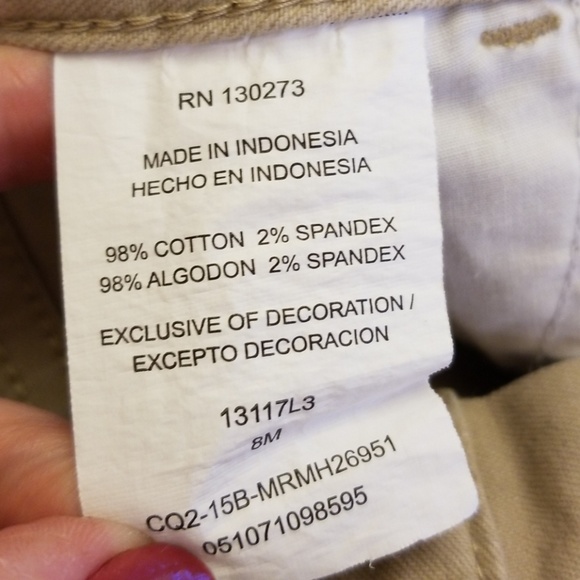 RN 130273
MADE IN INDONESIA
HECHO EN INDONESIA
98% COTTON 2% SPANDEX
98% ALGODON 2% SPANDEX
EXCLUSIVE OF DECORATION /
EXCEPTO DECORACION
13117L3
8M
CQ2-15B-MRMH26951
051071098595